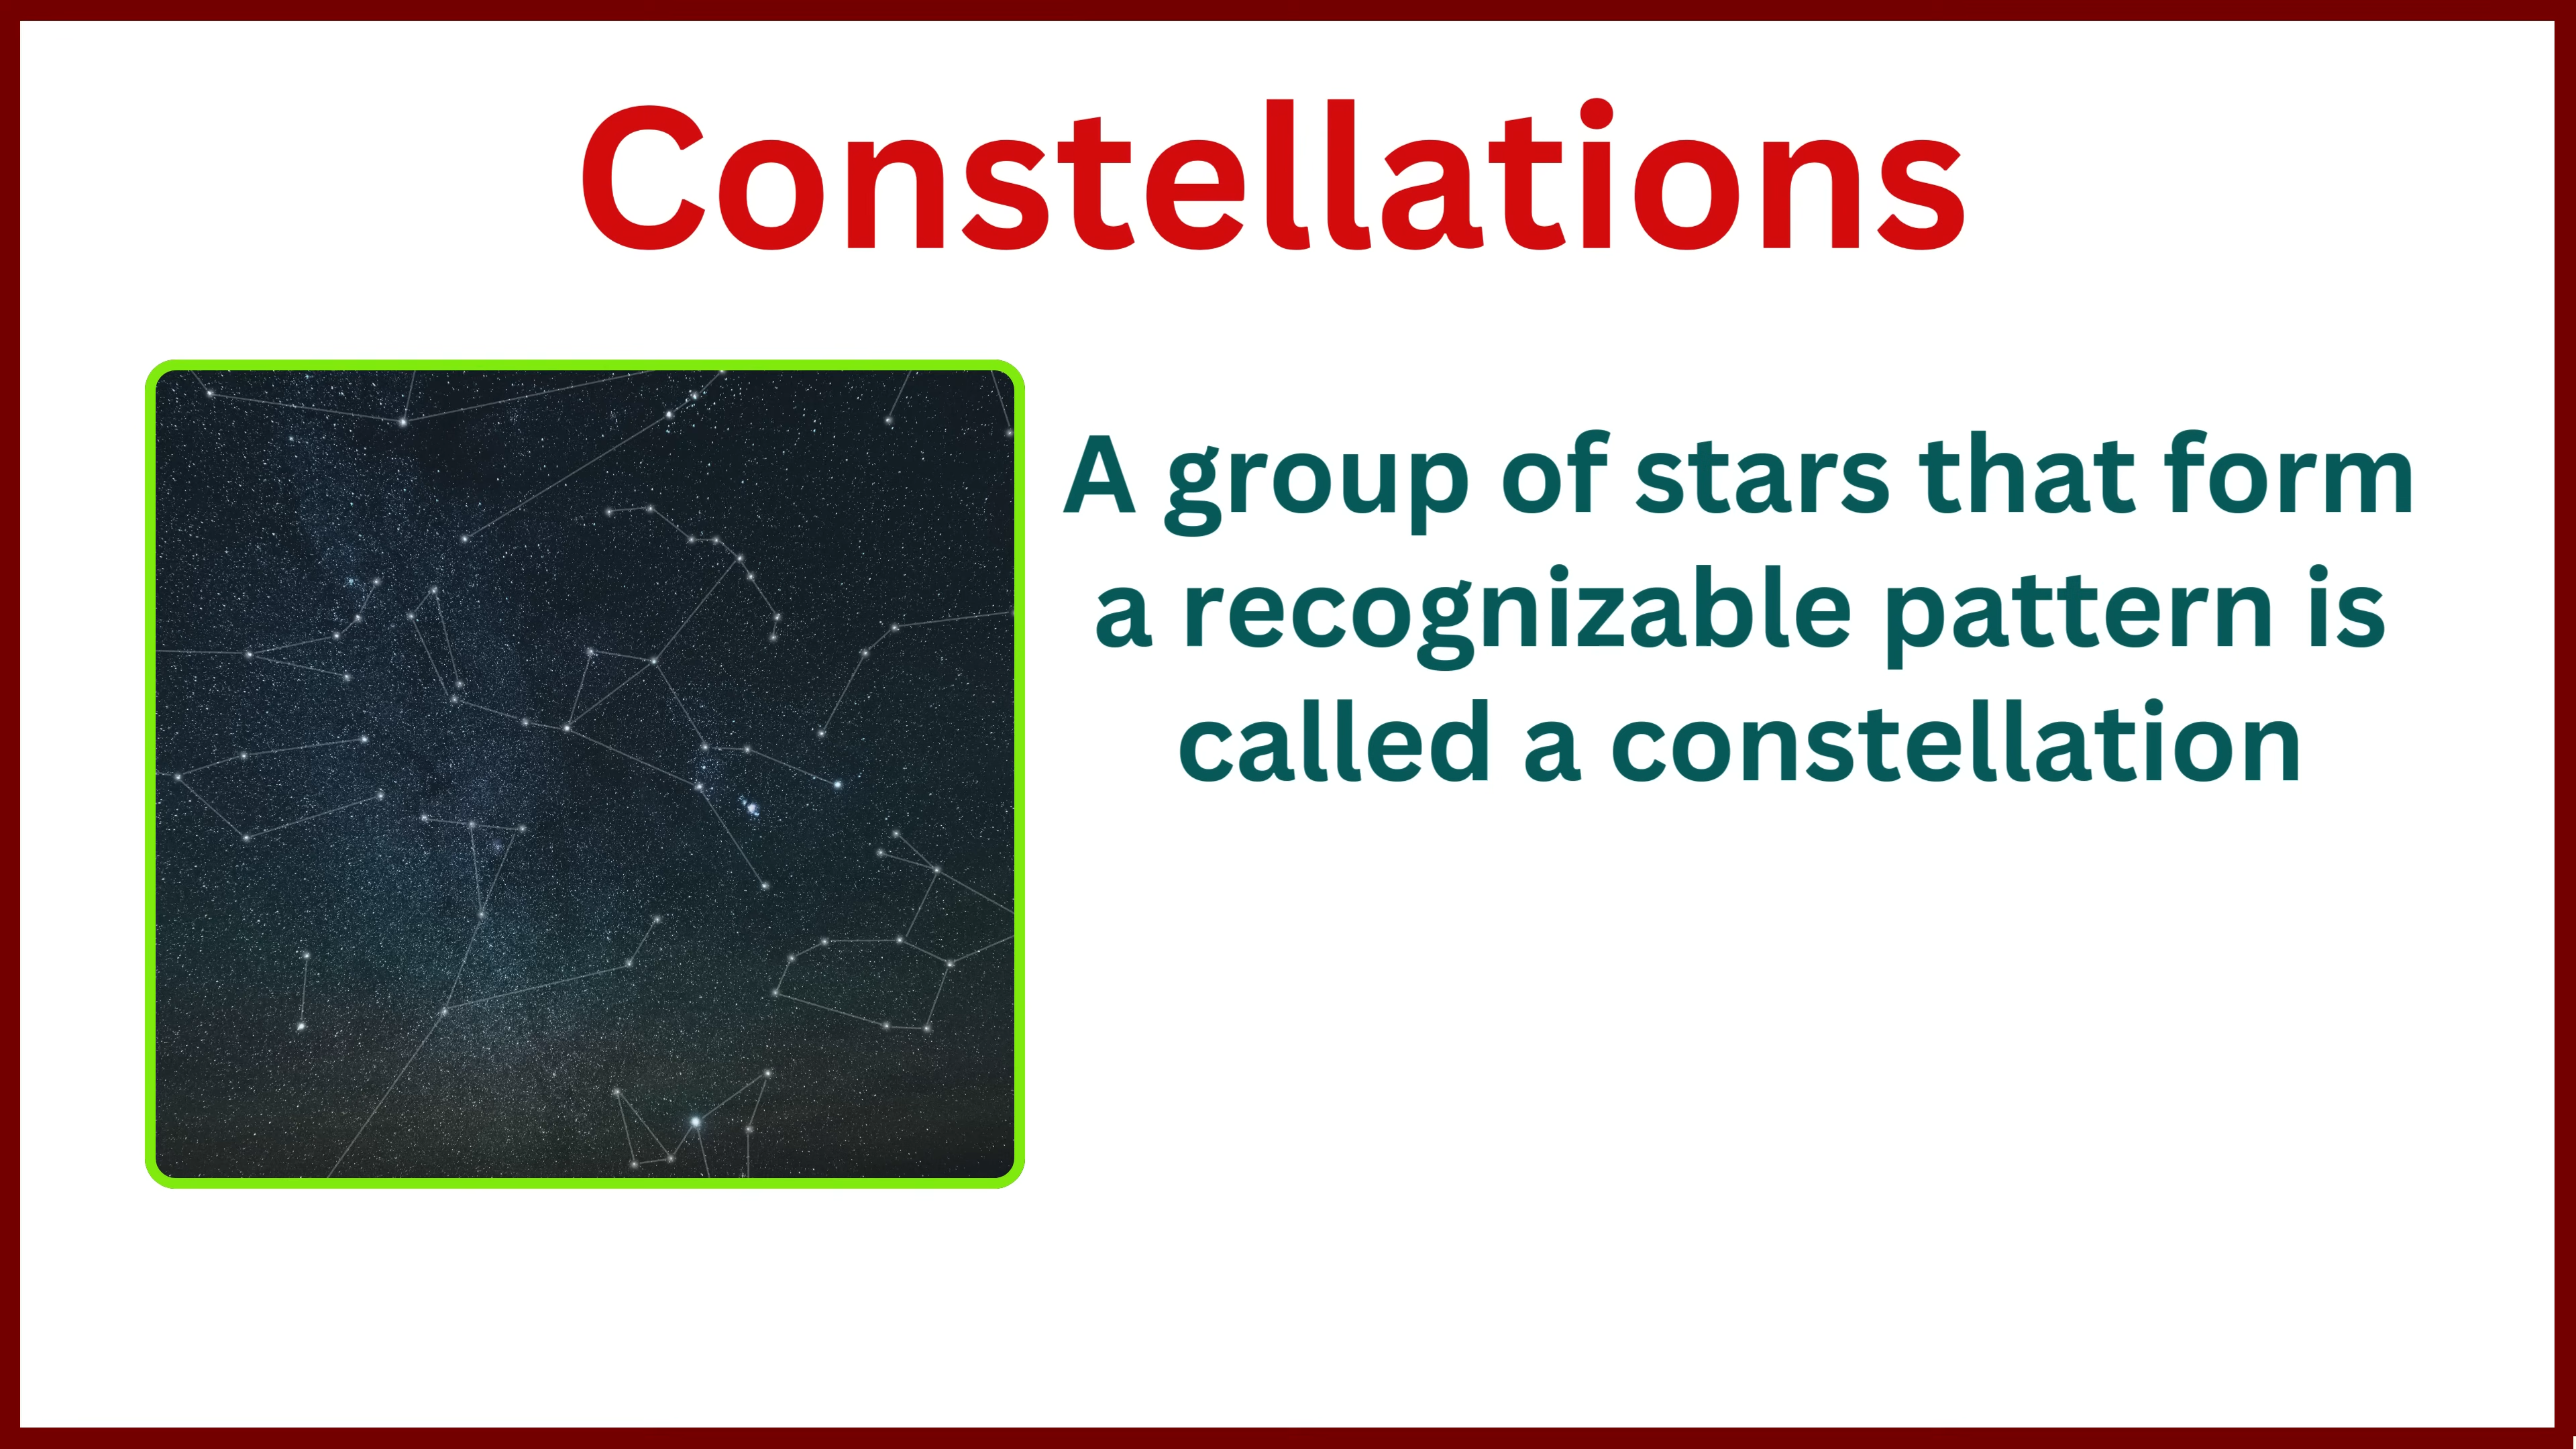 Constellations
A group of stars that form
a recognizable pattern is
called a constellation